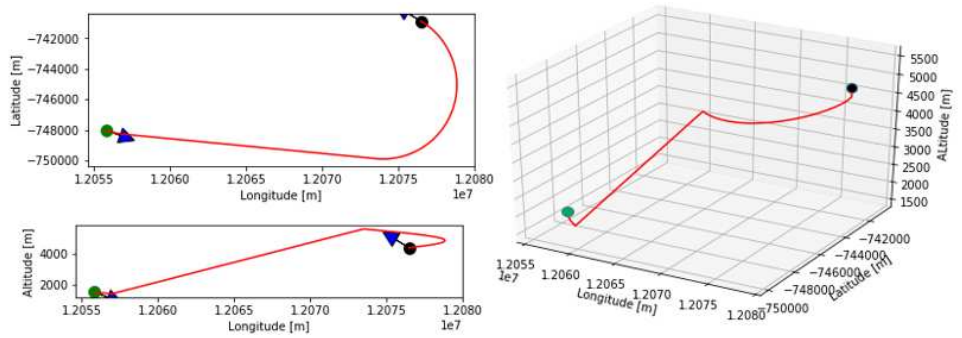 −742000
−744000
−746000
−748000
−750000
Latitude [m]
1.2055 1.2060 1.2065 1.2070 1.2075 1.2080
Longitude [m]
1e7
4000
2000
Altitude [m]
1.2055 1.2060 1.2065 1.2070 1.2075 1.2080
Longitude [m]
1e7
5500
5000
4500
4000
3500
3000
2500
2000
1500
ALtitude [m]
−742000
−744000
−746000
−748000
−750000
Latitude [m]
1.2055
1.2060
1.2065
1.2070
1.2075
1.2080
1e7
Longitude [m]